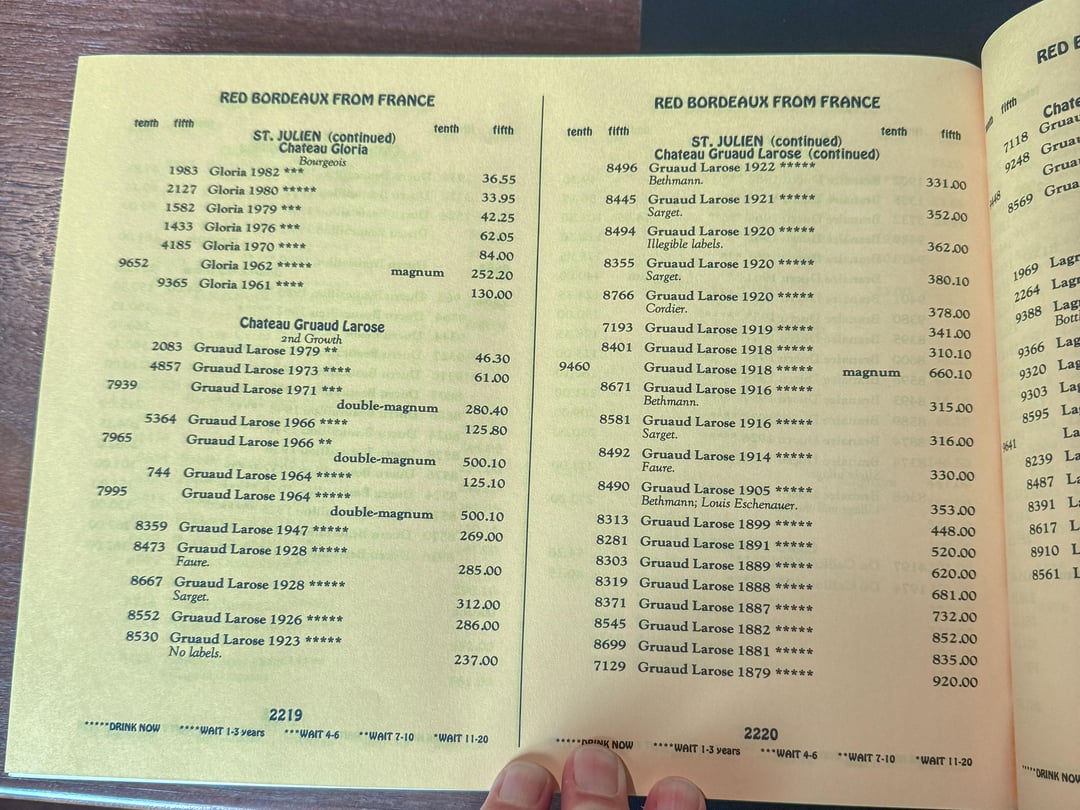 RED BORDEAUX FROM FRANCE
tenth fifth tenth fifth
ST. JULIEN (continued)
Chateau Gloria
Bourgeois
1983 Gloria 1982 *** 36.55
2127 Gloria 1980 ***** 33.95
1582 Gloria 1979 *** 42.25
1433 Gloria 1976 *** 62.05
4185 Gloria 1970 **** 84.00
9652 Gloria 1962 ***** magnum 252.20
9365 Gloria 1961 **** 130.00
Chateau Gruaud Larose
2nd Growth
2083 Gruaud Larose 1979 ** 46.30
4857 Gruaud Larose 1973 **** 61.00
7939 Gruaud Larose 1971 ***
double-magnum 280.40
5364 Gruaud Larose 1966 **** 125.80
7965 Gruaud Larose 1966 **
double-magnum 500.10
744 Gruaud Larose 1964 ***** 125.10
7995 Gruaud Larose 1964 *****
double-magnum 500.10
8359 Gruaud Larose 1947 ***** 269.00
8473 Gruaud Larose 1928 *****
Faure. 285.00
8667 Gruaud Larose 1928 *****
Sarget. 312.00
8552 Gruaud Larose 1926 ***** 286.00
8530 Gruaud Larose 1923 *****
No labels. 237.00
2219
*****DRINK NOW ****WAIT 1-3 years ***WAIT 4-6 **WAIT 7-10 *WAIT 11-20
RED BORDEAUX FROM FRANCE
tenth fifth tenth fifth
ST. JULIEN (continued)
Chateau Gruaud Larose (continued)
8496 Gruaud Larose 1922 *****
Bethmann. 331.00
8445 Gruaud Larose 1921 *****
Sarget. 352.00
8494 Gruaud Larose 1920 *****
Illegible labels. 362.00
8355 Gruaud Larose 1920 *****
Sarget. 380.10
8766 Gruaud Larose 1920 *****
Cordier. 378.00
7193 Gruaud Larose 1919 ***** 341.00
8401 Gruaud Larose 1918 ***** 310.10
9460 Gruaud Larose 1918 ***** magnum 660.10
8671 Gruaud Larose 1916 *****
Bethmann. 315.00
8581 Gruaud Larose 1916 *****
Sarget. 316.00
8492 Gruaud Larose 1914 *****
Faure. 330.00
8490 Gruaud Larose 1905 *****
Bethmann; Louis Eschenauer. 353.00
8313 Gruaud Larose 1899 ***** 448.00
8281 Gruaud Larose 1891 ***** 520.00
8303 Gruaud Larose 1889 ***** 620.00
8319 Gruaud Larose 1888 ***** 681.00
8371 Gruaud Larose 1887 ***** 732.00
8545 Gruaud Larose 1882 ***** 852.00
8699 Gruaud Larose 1881 ***** 835.00
7129 Gruaud Larose 1879 ***** 920.00
2220
*****DRINK NOW ****WAIT 1-3 years ***WAIT 4-6 **WAIT 7-10 *WAIT 11-20
RED
fifth
7118
9248
8569
1969
2264
9388
9366
9320
9303
8595
8239
8487
8391
8617
8910
8561